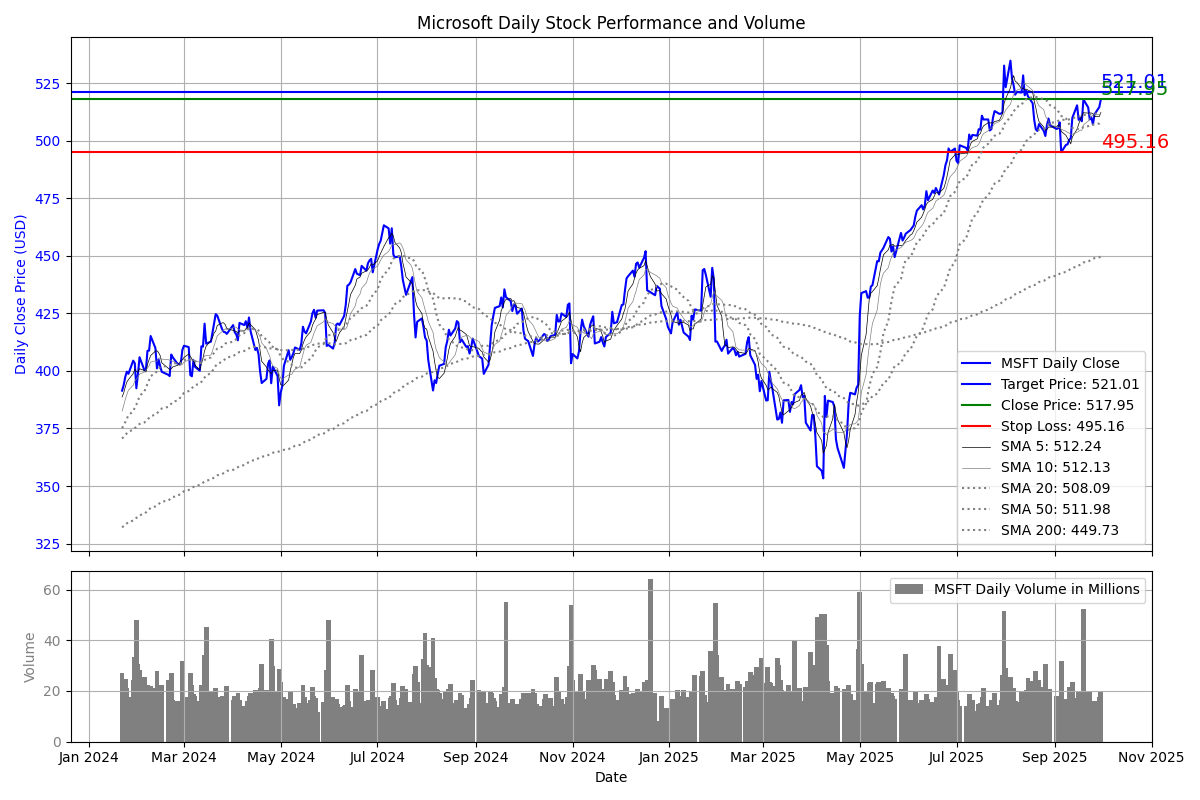 Microsoft Daily Stock Performance and Volume
Daily Close Price (USD)
525
500
475
450
425
400
375
350
325
521.01
517.95
495.16
MSFT Daily Close
Target Price: 521.01
Close Price: 517.95
Stop Loss: 495.16
SMA 5: 512.24
SMA 10: 512.13
SMA 20: 508.09
SMA 50: 511.98
SMA 200: 449.73
Volume
60
40
20
0
MSFT Daily Volume in Millions
Jan 2024 Mar 2024 May 2024 Jul 2024 Sep 2024 Nov 2024 Jan 2025 Mar 2025 May 2025 Jul 2025 Sep 2025 Nov 2025
Date